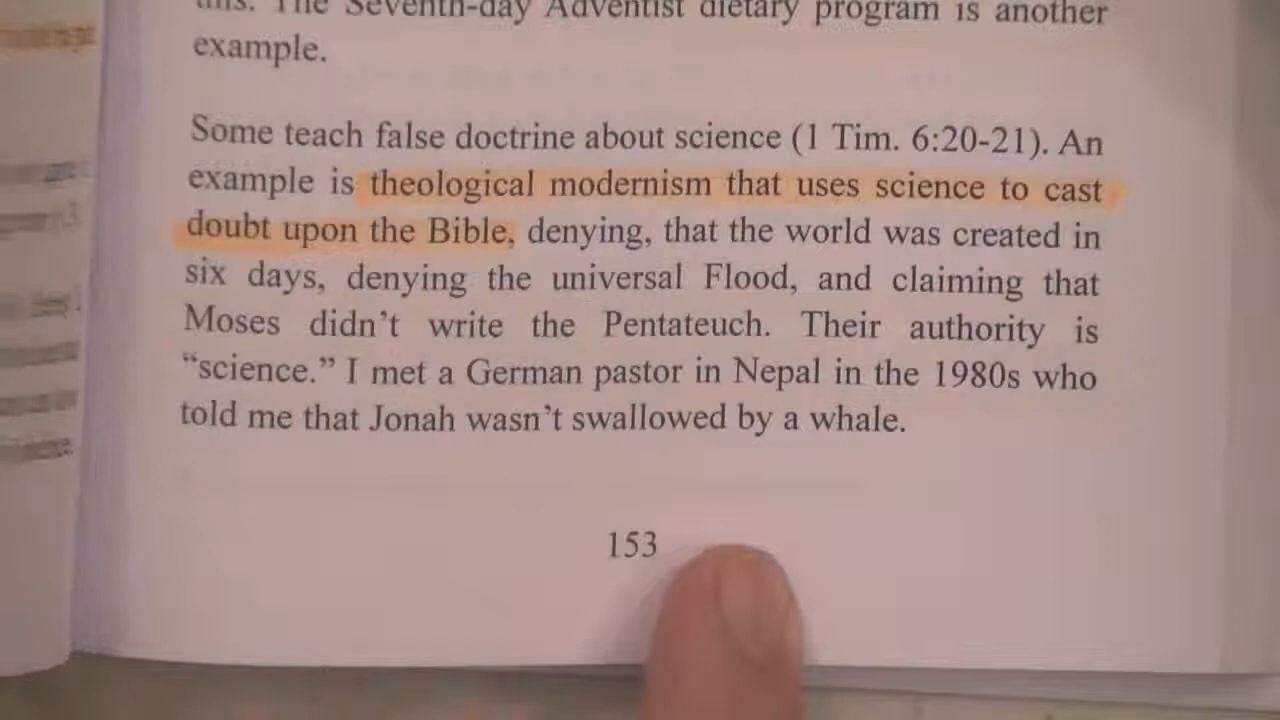 this. The Seventh-day Adventist dietary program is another
example.
Some teach false doctrine about science (1 Tim. 6:20-21). An
example is theological modernism that uses science to cast
doubt upon the Bible, denying, that the world was created in
six days, denying the universal Flood, and claiming that
Moses didn’t write the Pentateuch. Their authority is
“science.” I met a German pastor in Nepal in the 1980s who
told me that Jonah wasn’t swallowed by a whale.
153